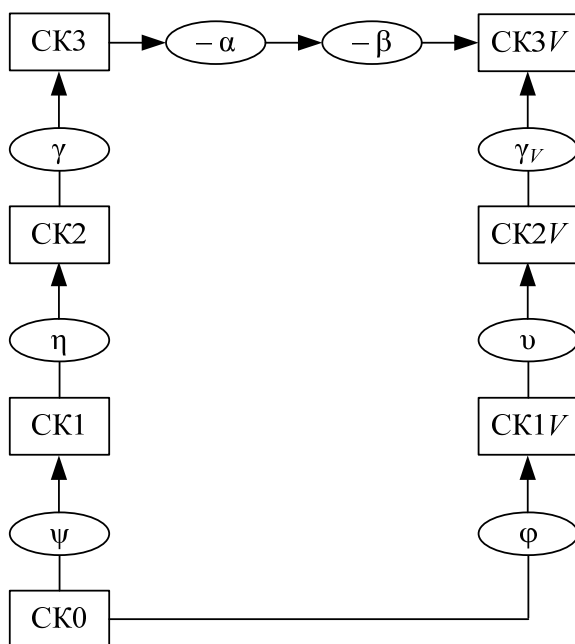 СК3 – α – β СК3V
γ γV
СК2 СК2V
η υ
СК1 СК1V
ψ φ
СК0